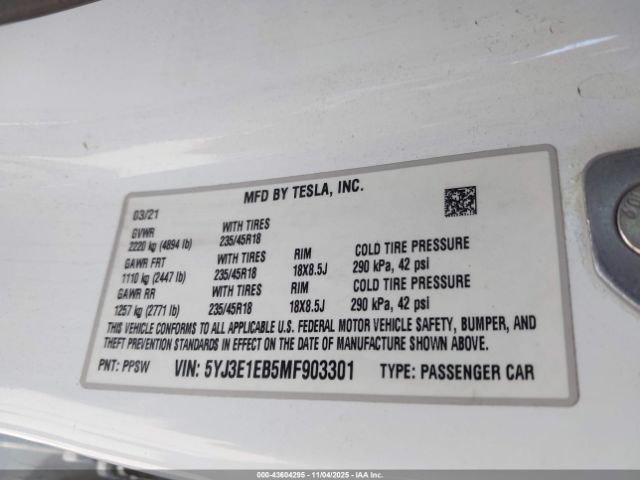 MFD BY TESLA, INC.
03/21
GVWR WITH TIRES
2220 kg (4894 lb) 235/45R18
GAWR FRT WITH TIRES RIM COLD TIRE PRESSURE
1110 kg (2447 lb) 235/45R18 18X8.5J 290 kPa, 42 psi
GAWR RR WITH TIRES RIM COLD TIRE PRESSURE
1257 kg (2771 lb) 235/45R18 18X8.5J 290 kPa, 42 psi
THIS VEHICLE CONFORMS TO ALL APPLICABLE U.S. FEDERAL MOTOR VEHICLE SAFETY, BUMPER, AND
THEFT PREVENTION STANDARDS IN EFFECT ON THE DATE OF MANUFACTURE SHOWN ABOVE.
PNT: PPSW VIN: 5YJ3E1EB5MF903301 TYPE: PASSENGER CAR
000-43604295 - 11/04/2025 - IAAI.COM